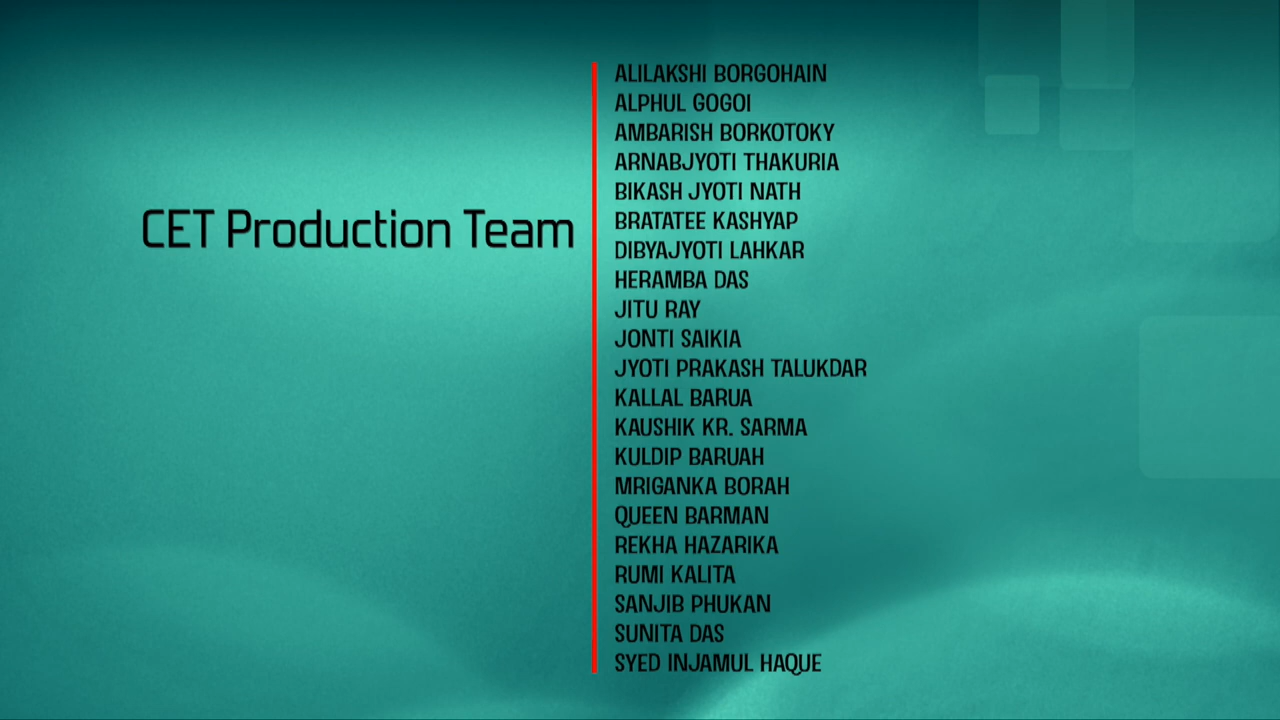 CET Production Team
ALILAKSHI BORGOHAIN
ALPHUL GOGOI
AMBARISH BORKOTOKY
ARNABJYOTI THAKURIA
BIKASH JYOTI NATH
BRATATEE KASHYAP
DIBYAJYOTI LAHKAR
HERAMBA DAS
JITU RAY
JONTI SAIKIA
JYOTI PRAKASH TALUKDAR
KALLAL BARUA
KAUSHIK KR. SARMA
KULDIP BARUAH
MRIGANKA BORAH
QUEEN BARMAN
REKHA HAZARIKA
RUMI KALITA
SANJIB PHUKAN
SUNITA DAS
SYED INJAMUL HAQUE